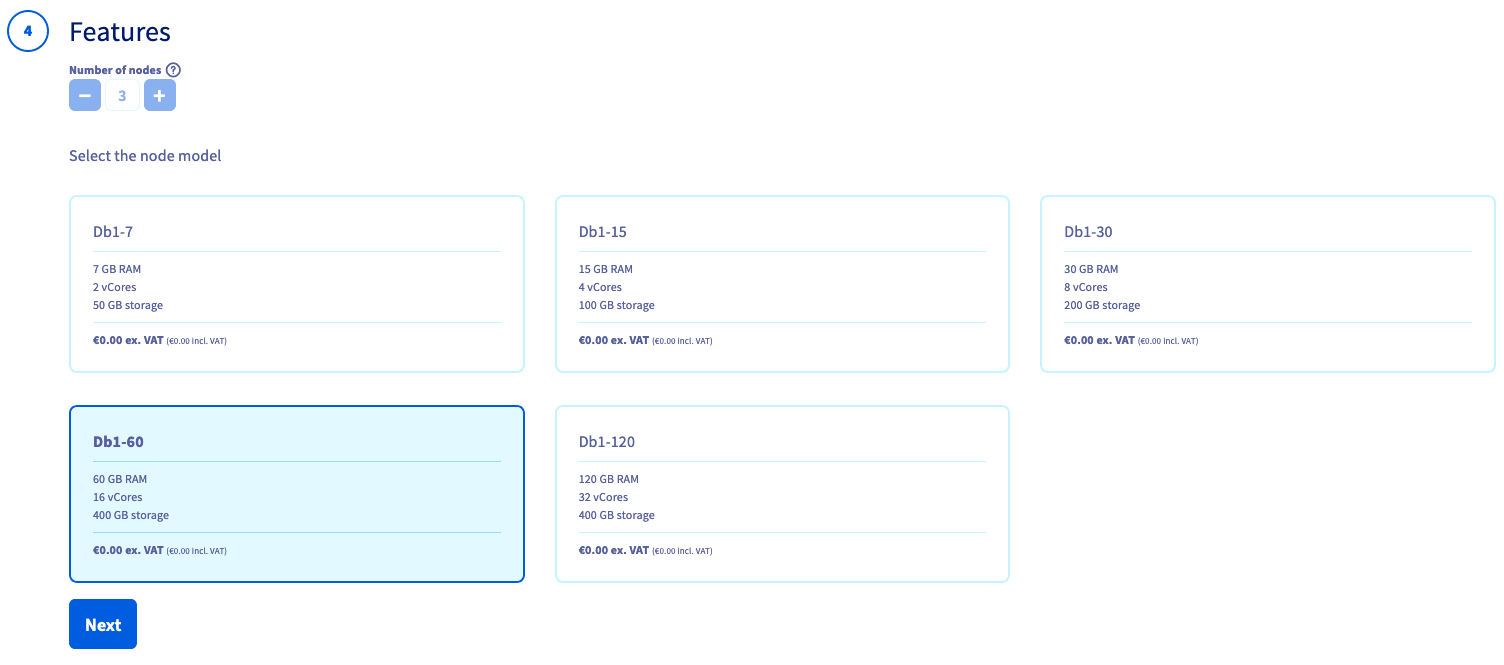 4
Features
Number of nodes ?
− 3 +
Select the node model
Db1-7
7 GB RAM
2 vCores
50 GB storage
€0.00 ex. VAT (€0.00 incl. VAT)
Db1-15
15 GB RAM
4 vCores
100 GB storage
€0.00 ex. VAT (€0.00 incl. VAT)
Db1-30
30 GB RAM
8 vCores
200 GB storage
€0.00 ex. VAT (€0.00 incl. VAT)
Db1-60
60 GB RAM
16 vCores
400 GB storage
€0.00 ex. VAT (€0.00 incl. VAT)
Db1-120
120 GB RAM
32 vCores
400 GB storage
€0.00 ex. VAT (€0.00 incl. VAT)
Next